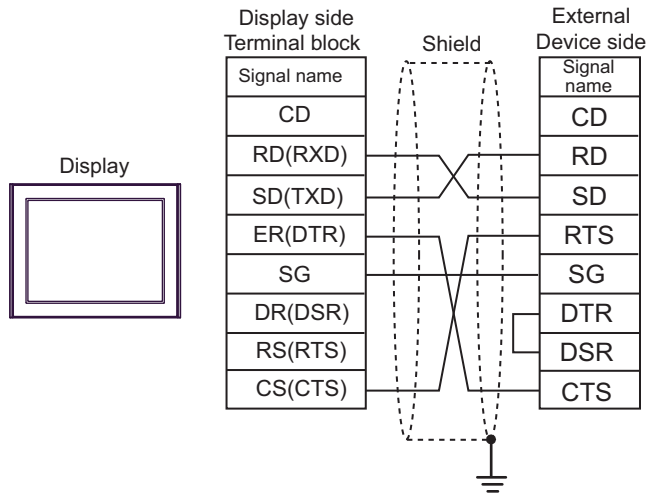 Display side
Terminal block
Shield
External
Device side
Signal name
Signal
name
CD
CD
RD(RXD)
RD
Display
SD(TXD)
SD
ER(DTR)
RTS
SG
SG
DR(DSR)
DTR
RS(RTS)
DSR
CS(CTS)
CTS